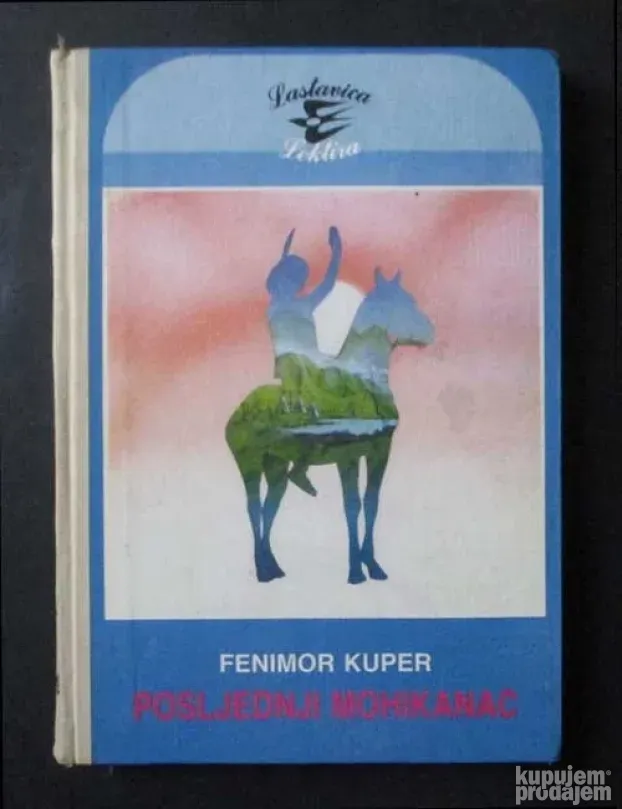 Lastavica
Lektira
FENIMOR KUPER
POSLJEDNJI MOHIKANAC
kupujem
prodajem